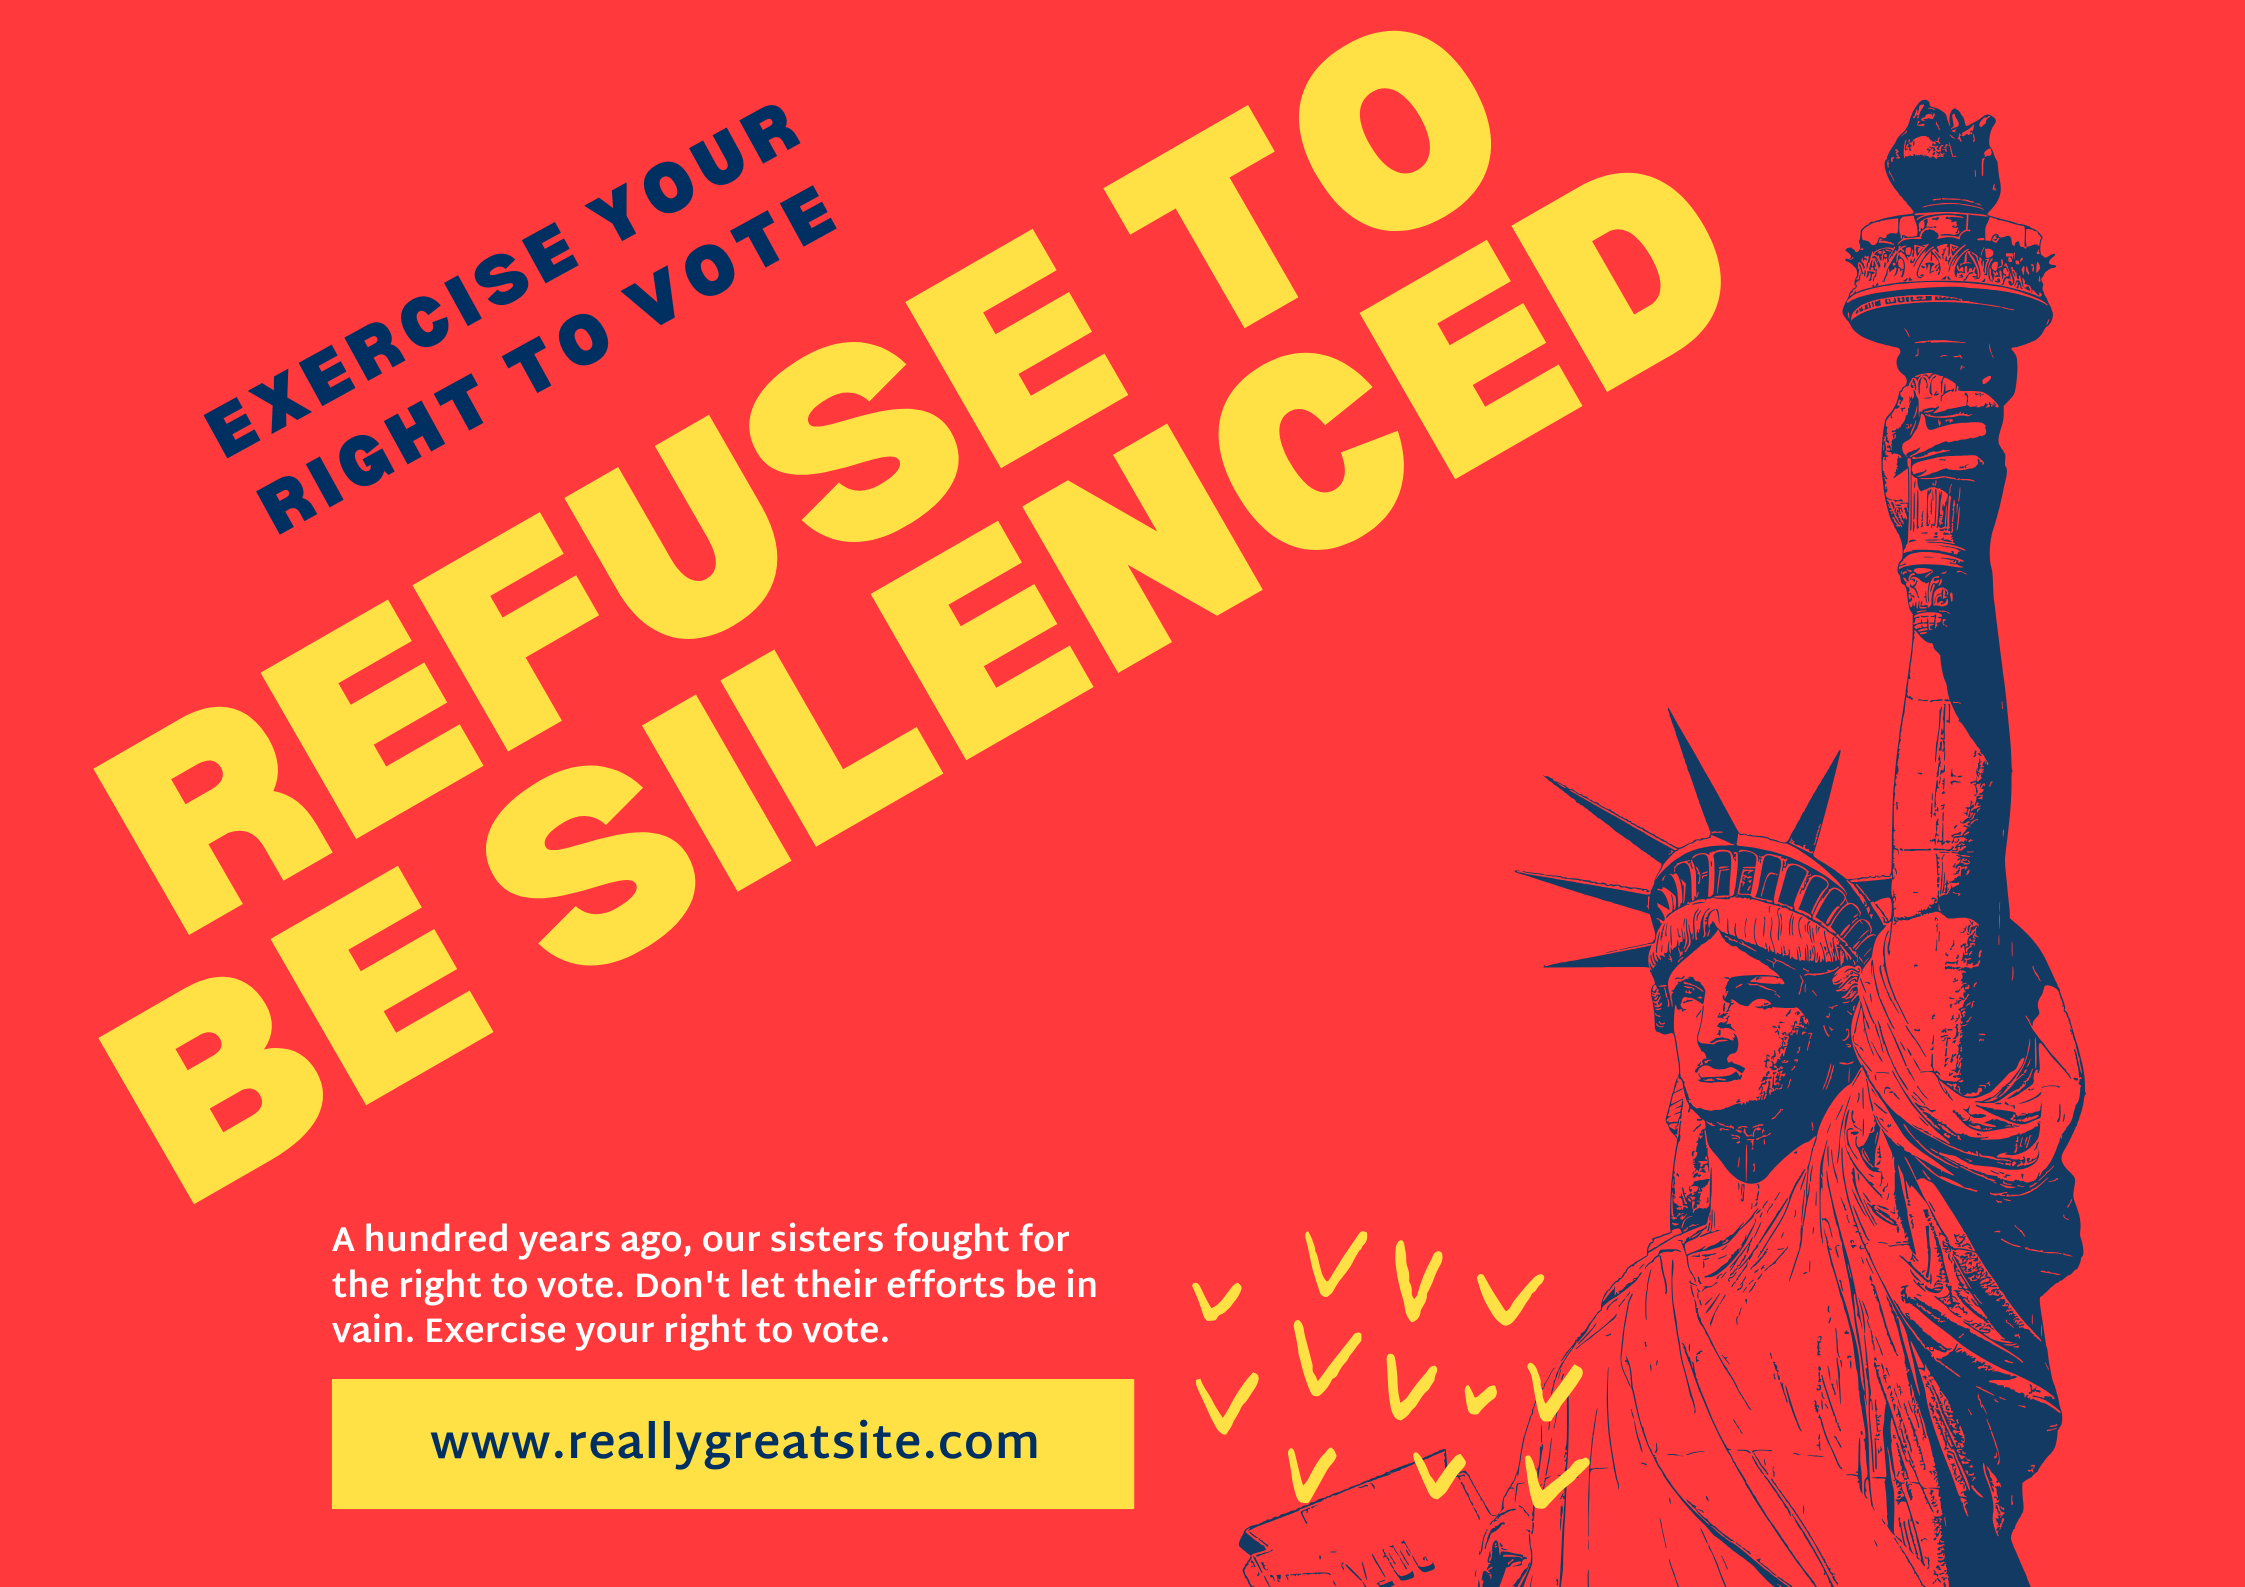 EXERCISE YOUR
RIGHT TO VOTE
REFUSE TO
BE SILENCED
A hundred years ago, our sisters fought for
the right to vote. Don't let their efforts be in
vain. Exercise your right to vote.
www.reallygreatsite.com